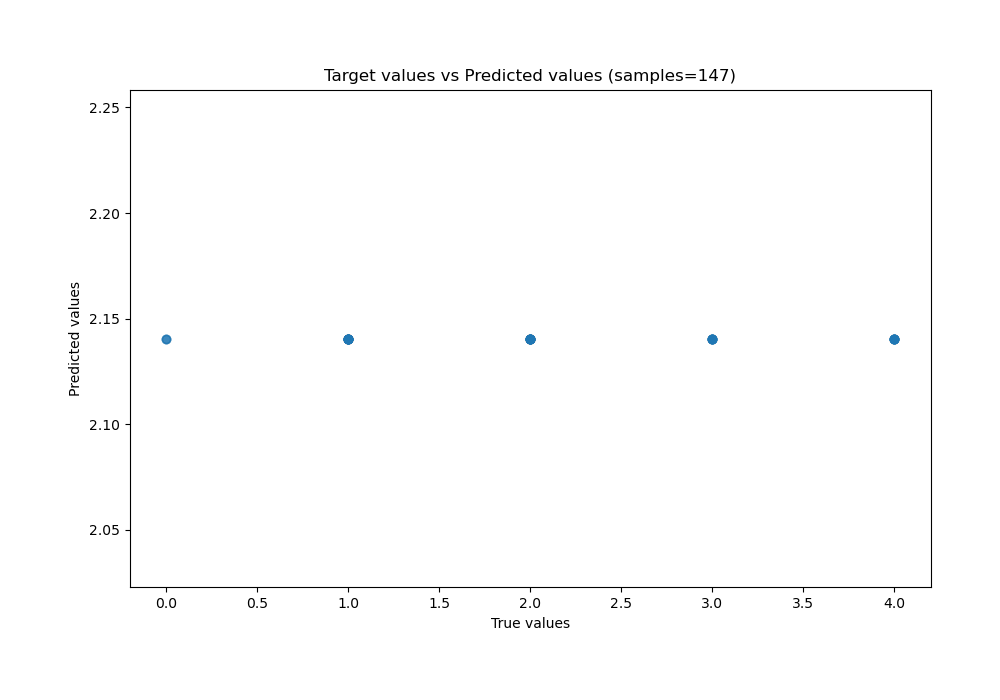 Target values vs Predicted values (samples=147)
Predicted values
2.25
2.20
2.15
2.10
2.05
0.0 0.5 1.0 1.5 2.0 2.5 3.0 3.5 4.0
True values